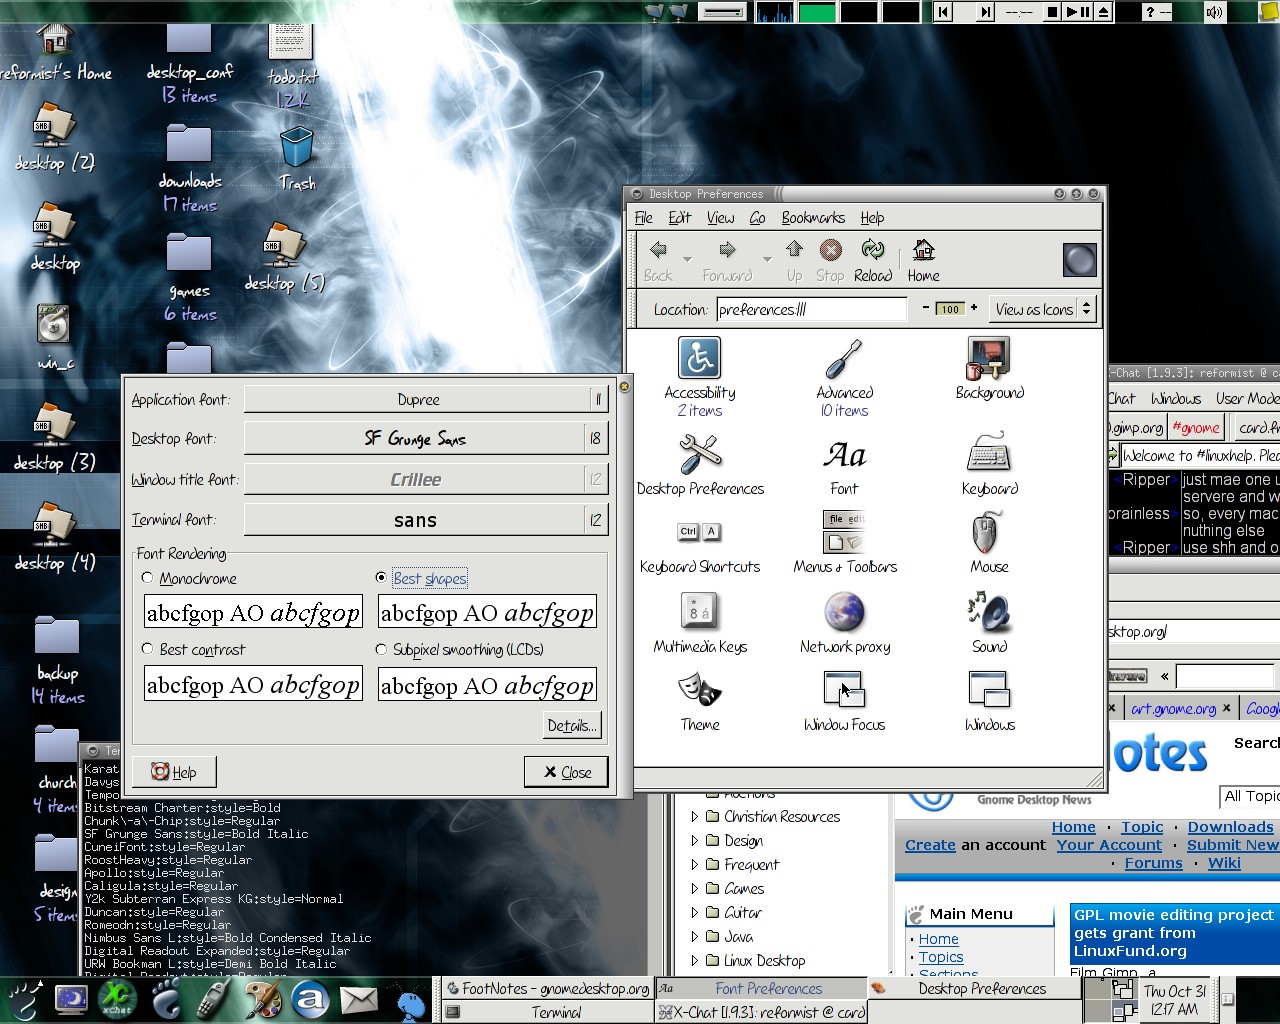 --:--
? --
reformist's Home
desktop_conf
13 items
todo.txt
1.2 K
desktop (2)
downloads
17 items
Trash
desktop
games
6 items
desktop (5)
win_c
desktop (3)
desktop (4)
backup
14 items
church
4 items
design
5 items
Desktop Preferences
File Edit View Go Bookmarks Help
Back Forward Up Stop Reload Home
Location: preferences:/// - 100 + View as Icons
Accessibility
2 items
Advanced
10 items
Background
Desktop Preferences
Font
Keyboard
Keyboard Shortcuts
Menus & Toolbars
Mouse
Multimedia Keys
Network proxy
Sound
Theme
Window Focus
Windows
Application font: Dupree 11
Desktop font: SF Grunge Sans 18
Window title font: Crillee 12
Terminal font: sans 12
Font Rendering
Monochrome
Best shapes
abcfgop AO abcfgop
abcfgop AO abcfgop
Best contrast
Subpixel smoothing (LCDs)
abcfgop AO abcfgop
abcfgop AO abcfgop
Details...
Help
Close
X-Chat [1.9.3]: reformist @ ca
Chat Windows User Mode
.gimp.org #gnome card.fr
Welcome to #linuxhelp. Plea
<Ripper> just mae one u
servere and w
brainless> so, every mac
nuthing else
<Ripper> use shh and o
sktop.org/
«
art.gnome.org
Googl
otes
Search
Gnome Desktop News
All Topic
Home · Topic · Downloads
Create an account Your Account · Submit New
· Forums · Wiki
Main Menu
· Home
· Topics
· Sections
GPL movie editing project
gets grant from
LinuxFund.org
Film Gimp, a
Auctions
Christian Resources
Design
Frequent
Games
Guitar
Java
Linux Desktop
Te
Karat
Davys
Tempo
Bitstream Charter:style=Bold
Chunk\-a\-Chip:style=Regular
SF Grunge Sans:style=Bold Italic
CuneiFont:style=Regular
RoostHeavy:style=Regular
Apollo:style=Regular
Caligula:style=Regular
Y2k Subterran Express KG:style=Normal
Duncan:style=Regular
Romeodn:style=Regular
Nimbus Sans L:style=Bold Condensed Italic
Digital Readout Expanded:style=Regular
URW Bookman L:style=Demi Bold Italic
Digital Readout:style=Regular
FootNotes - gnomedesktop.org
Font Preferences
Desktop Preferences
Terminal
X-Chat [1.9.3]: reformist @ card
Thu Oct 31
12:17 AM